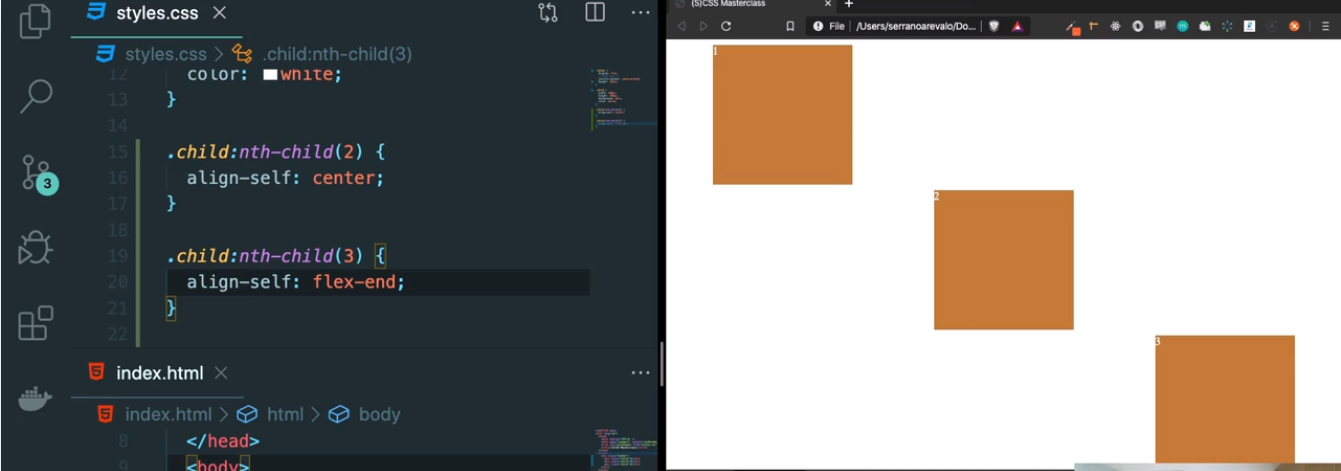 styles.css
styles.css > .child:nth-child(3)
12 color: white;
13 }
14
15 .child:nth-child(2) {
16 align-self: center;
17 }
18
19 .child:nth-child(3) {
20 align-self: flex-end;
21 }
22
3
index.html
index.html > html > body
8 </head>
9 <body>
(S)CSS Masterclass
File | /Users/serranoarevalo/Do...
1
2
3